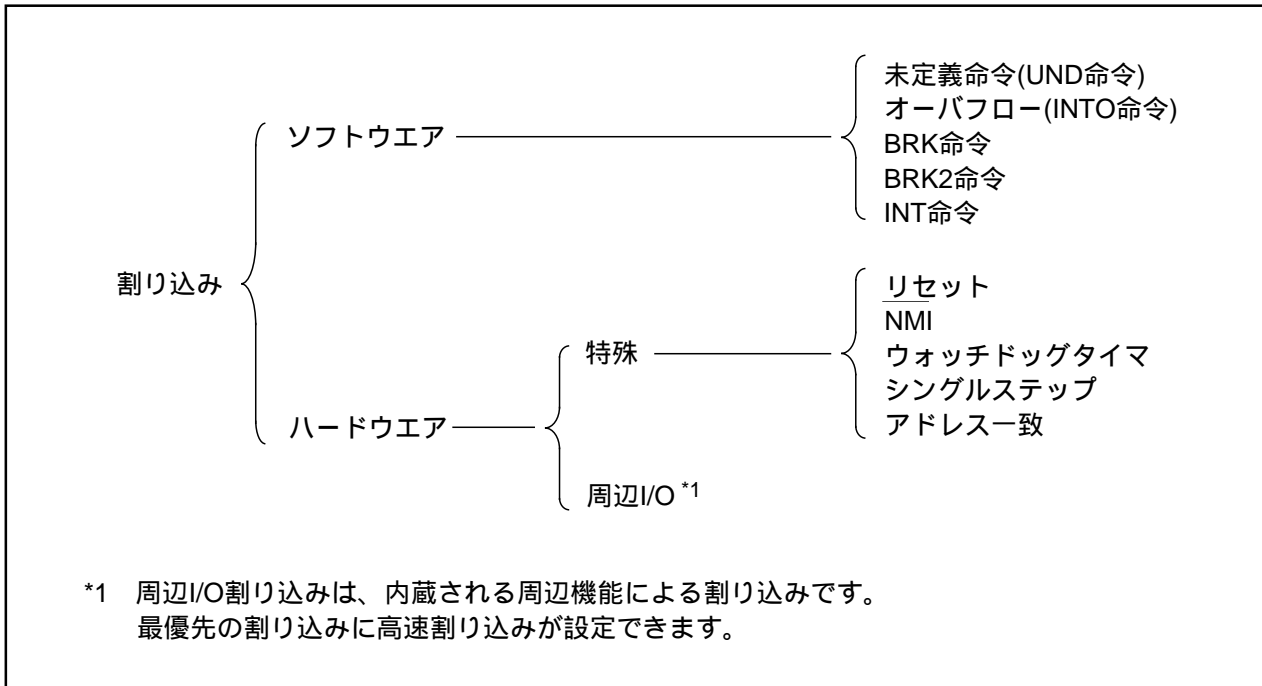 未定義命令(UND命令)
オーバフロー(INTO命令)
ソフトウエア
BRK命令
BRK2命令
INT命令
割り込み
リセット
NMI
特殊
ウォッチドッグタイマ
シングルステップ
ハードウエア
アドレス一致
周辺I/O *1
*1 周辺I/O割り込みは、内蔵される周辺機能による割り込みです。
最優先の割り込みに高速割り込みが設定できます。